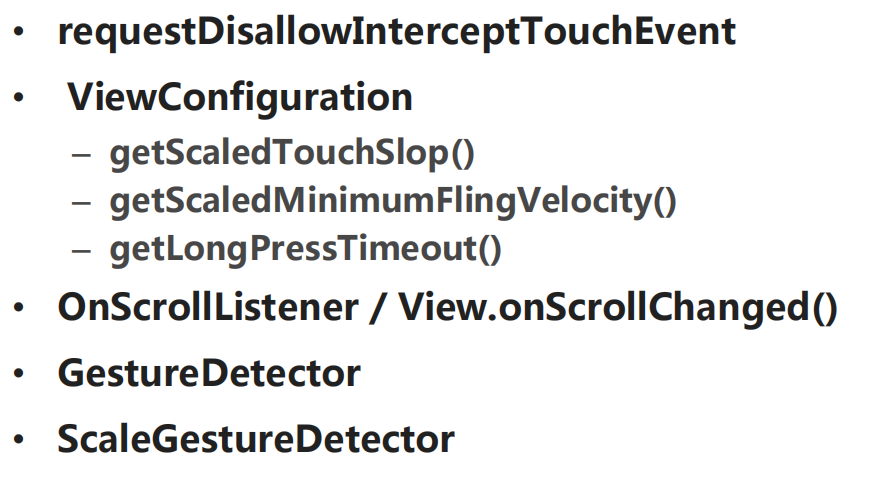 • requestDisallowInterceptTouchEvent
• ViewConfiguration
– getScaledTouchSlop()
– getScaledMinimumFlingVelocity()
– getLongPressTimeout()
• OnScrollListener / View.onScrollChanged()
• GestureDetector
• ScaleGestureDetector